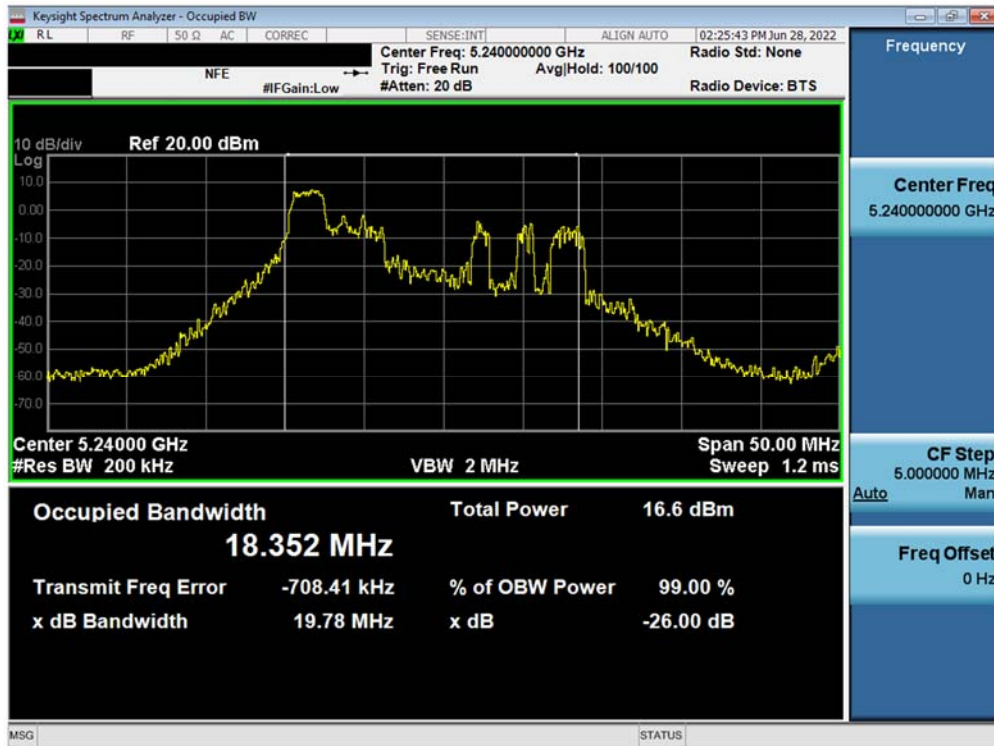 Keysight Spectrum Analyzer - Occupied BW
LXI RL RF 50 Ω AC CORREC SENSE:INT ALIGN AUTO 02:25:43 PM Jun 28, 2022
Center Freq: 5.240000000 GHz Radio Std: None
NFE Trig: Free Run Avg|Hold: 100/100
#IFGain:Low #Atten: 20 dB Radio Device: BTS
Frequency
10 dB/div Ref 20.00 dBm
Log
10.0
0.00
-10.0
-20.0
-30.0
-40.0
-50.0
-60.0
-70.0
Center 5.24000 GHz Span 50.00 MHz
#Res BW 200 kHz VBW 2 MHz Sweep 1.2 ms
Center Freq
5.240000000 GHz
CF Step
5.000000 MHz
Auto Man
Freq Offset
0 Hz
Occupied Bandwidth Total Power 16.6 dBm
18.352 MHz
Transmit Freq Error -708.41 kHz % of OBW Power 99.00 %
x dB Bandwidth 19.78 MHz x dB -26.00 dB
MSG STATUS